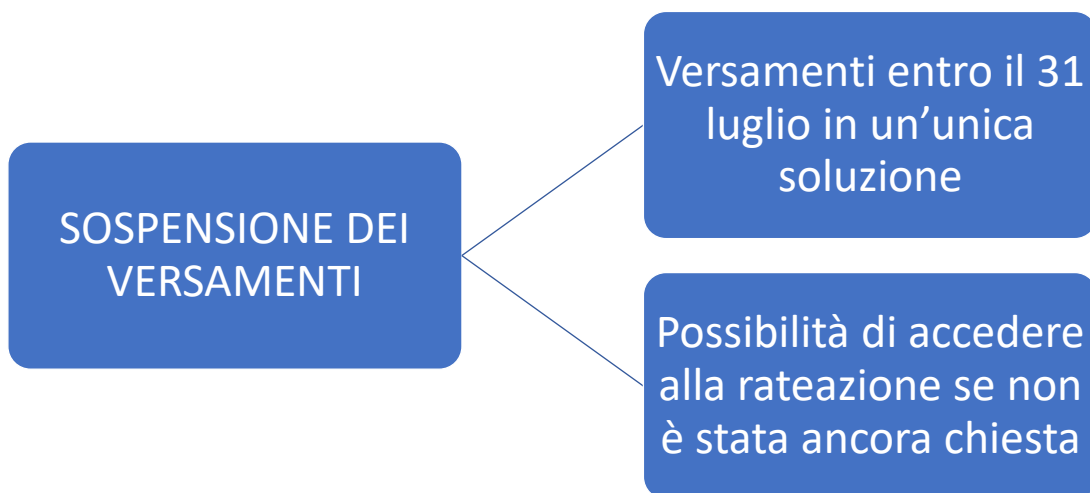 SOSPENSIONE DEI
VERSAMENTI
Versamenti entro il 31
luglio in un’unica
soluzione
Possibilità di accedere
alla rateazione se non
è stata ancora chiesta